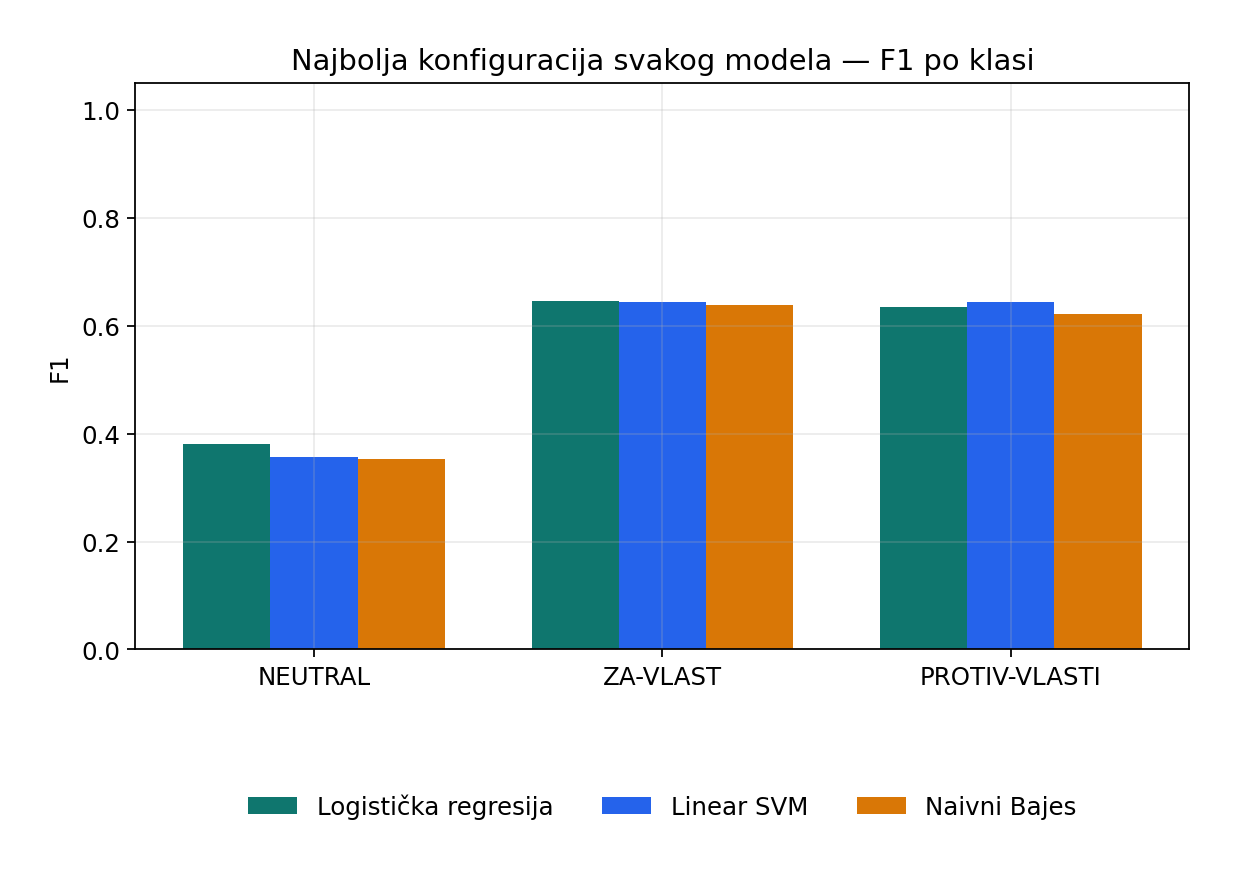 Najbolja konfiguracija svakog modela — F1 po klasi
F1
1.0
0.8
0.6
0.4
0.2
0.0
NEUTRAL ZA-VLAST PROTIV-VLASTI
Logistička regresija Linear SVM Naivni Bajes